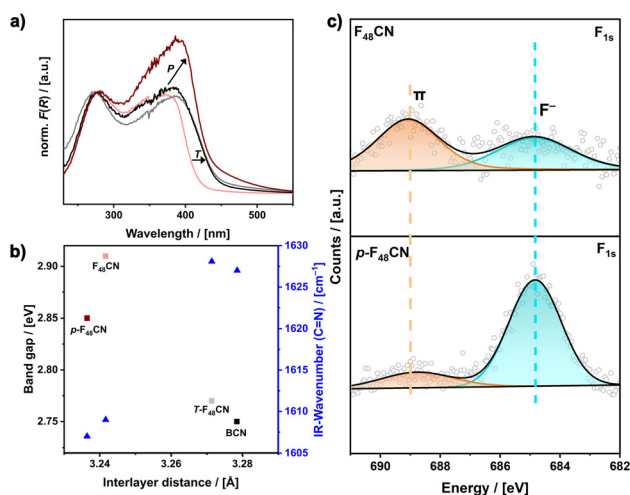 a)
norm. F(R) / [a.u.]
P
T
300 400 500
Wavelength / [nm]
b)
Band gap / [eV]
2.90
2.85
2.80
2.75
F₄₈CN
p-F₄₈CN
T-F₄₈CN
BCN
1630
1625
1620
1615
1610
1605
IR-Wavenumber (C=N) / [cm⁻¹]
3.24 3.26 3.28
Interlayer distance / [Å]
c)
Counts / [a.u.]
F₄₈CN F₁ₛ
π
F⁻
p-F₄₈CN F₁ₛ
690 688 686 684 682
Energy / [eV]